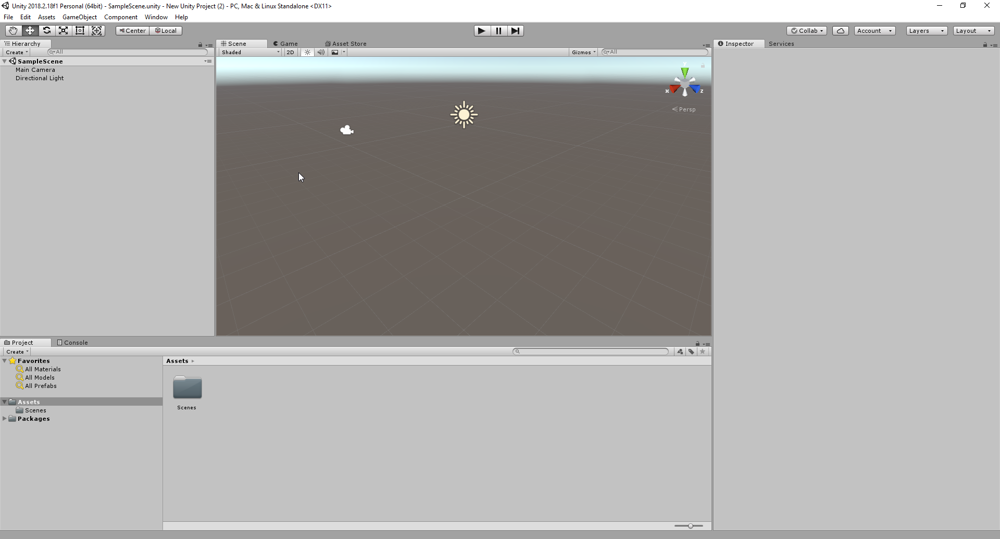 Unity 2018.2.18f1 Personal (64bit) - SampleScene.unity - New Unity Project (2) - PC, Mac & Linux Standalone <DX11>
File Edit Assets GameObject Component Window Help
Center Local Collab Account Layers Layout
Hierarchy Scene Game Asset Store Inspector Services
Create All Shaded 2D Gizmos All
SampleScene
Main Camera
Directional Light
y
x z
Persp
Project Console
Create
Favorites Assets
All Materials
All Models
All Prefabs
Assets
Scenes
Scenes
Packages